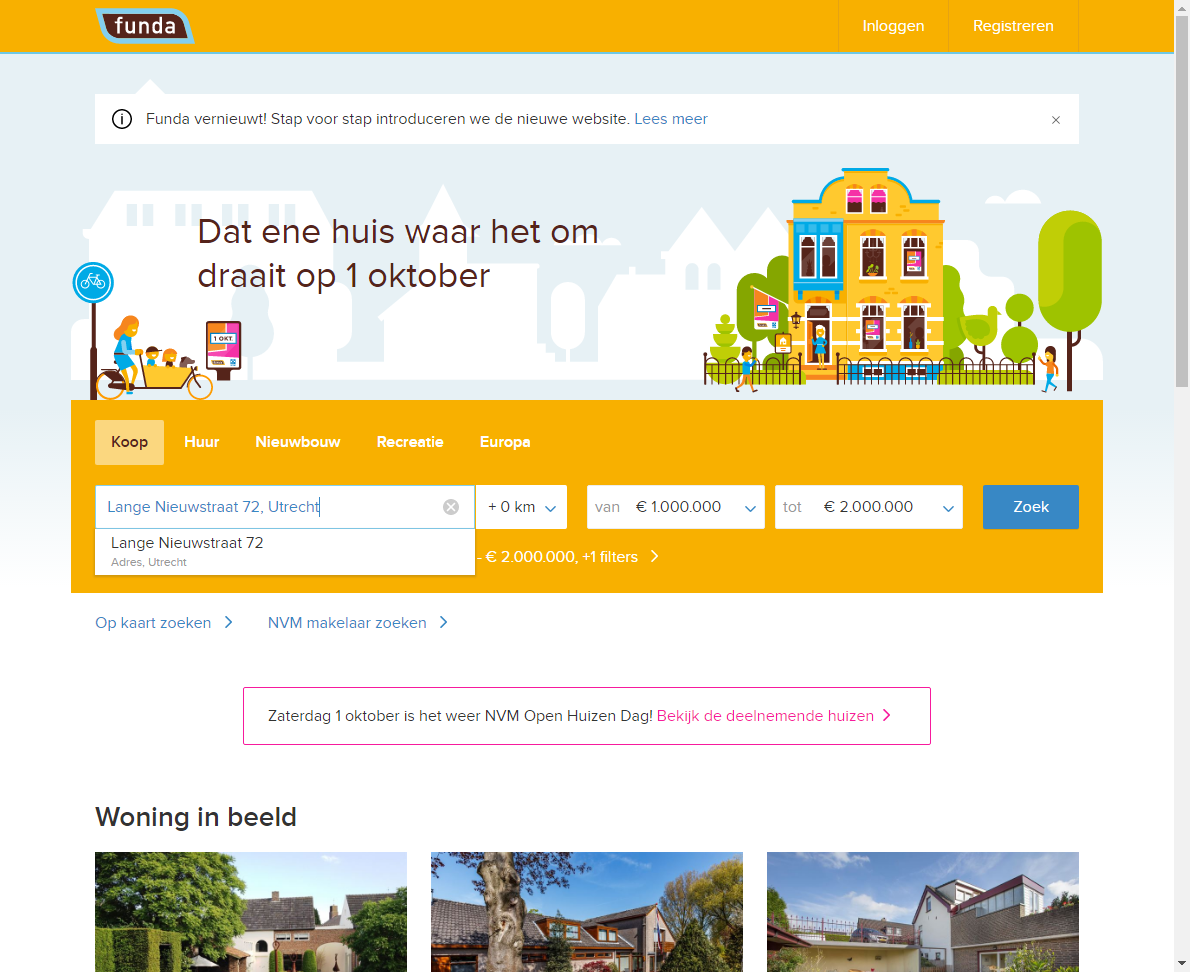 funda
Inloggen
Registreren
Funda vernieuwt! Stap voor stap introduceren we de nieuwe website. Lees meer
Dat ene huis waar het om
draait op 1 oktober
1 OKT
Koop
Huur
Nieuwbouw
Recreatie
Europa
Lange Nieuwstraat 72, Utrecht
+ 0 km
van € 1.000.000
tot € 2.000.000
Zoek
Lange Nieuwstraat 72
Adres, Utrecht
- € 2.000.000, +1 filters
Op kaart zoeken
NVM makelaar zoeken
Zaterdag 1 oktober is het weer NVM Open Huizen Dag! Bekijk de deelnemende huizen
Woning in beeld